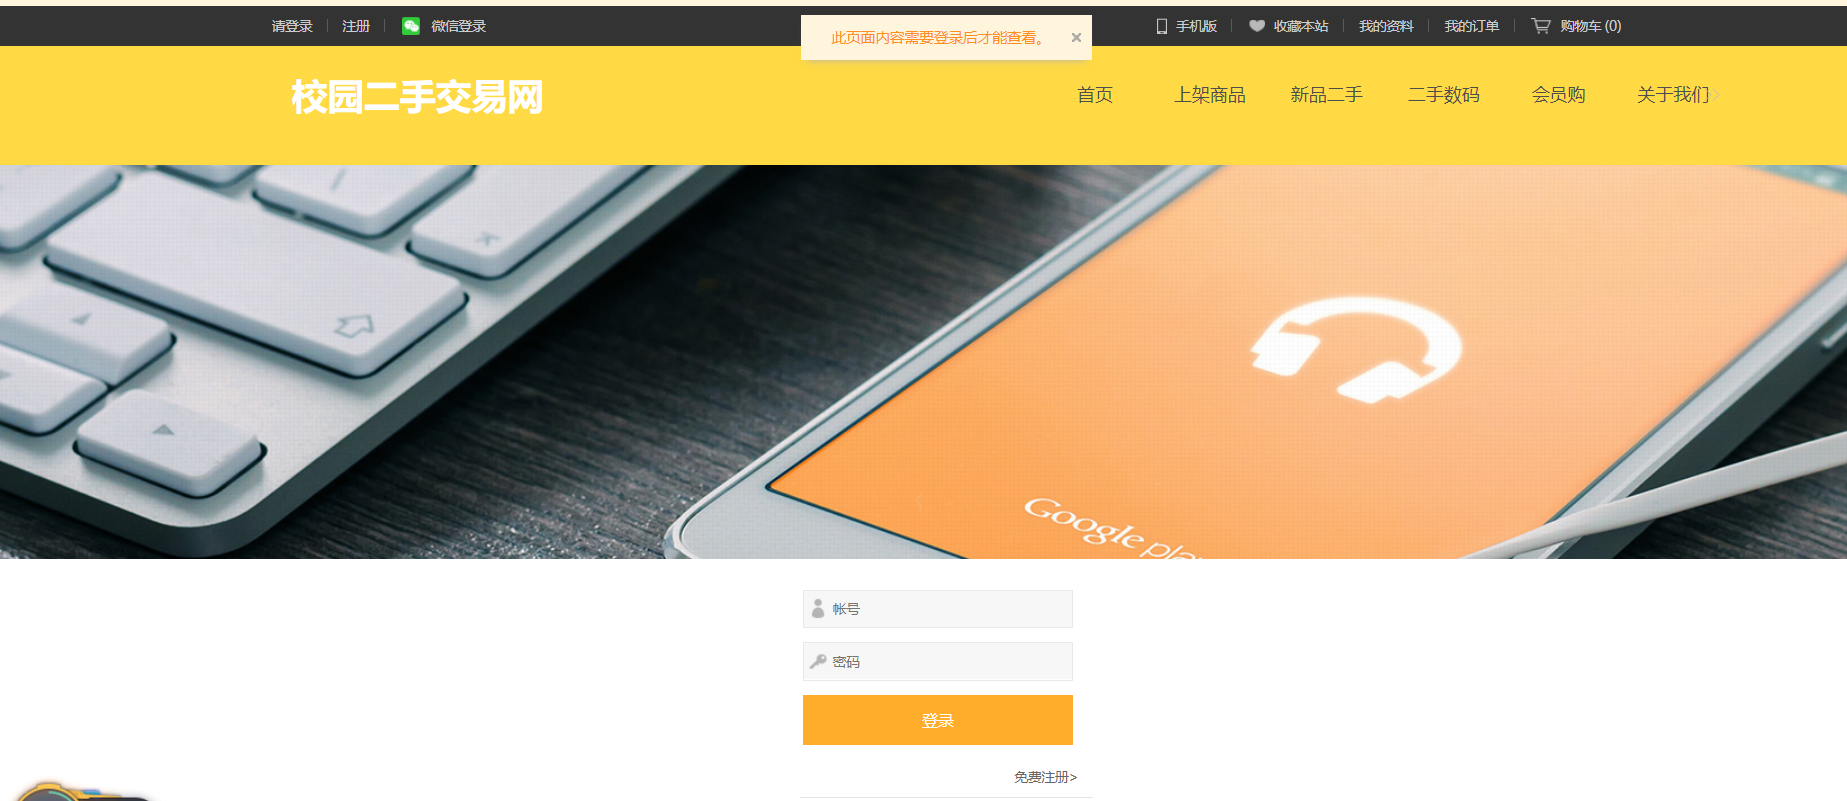 请登录 注册 微信登录 手机版 收藏本站 我的资料 我的订单 购物车 (0)
此页面内容需要登录后才能查看。 ×
校园二手交易网 首页 上架商品 新品二手 二手数码 会员购 关于我们
Google play
帐号
密码
登录
免费注册>